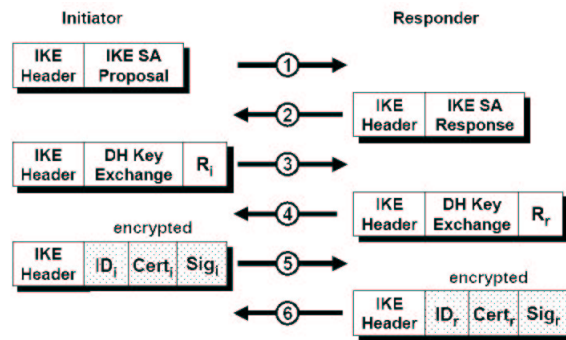 Initiator
Responder
IKE
Header
IKE SA
Proposal
1
2
IKE
Header
IKE SA
Response
IKE
Header
DH Key
Exchange
Ri
3
4
IKE
Header
DH Key
Exchange
Rr
encrypted
IKE
Header
IDi
Certi
Sigi
5
encrypted
6
IKE
Header
IDr
Certr
Sigr